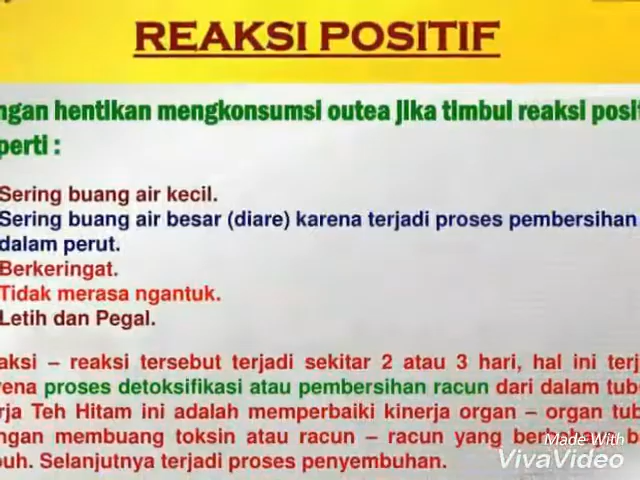 REAKSI POSITIF
ngan hentikan mengkonsumsi outea jika timbul reaksi posit
perti :
Sering buang air kecil.
Sering buang air besar (diare) karena terjadi proses pembersihan
dalam perut.
Berkeringat.
Tidak merasa ngantuk.
Letih dan Pegal.
aksi – reaksi tersebut terjadi sekitar 2 atau 3 hari, hal ini terj
rena proses detoksifikasi atau pembersihan racun dari dalam tub
rja Teh Hitam ini adalah memperbaiki kinerja organ – organ tub
ngan membuang toksin atau racun – racun yang
buh. Selanjutnya terjadi proses penyembuhan.
Made With
VivaVideo